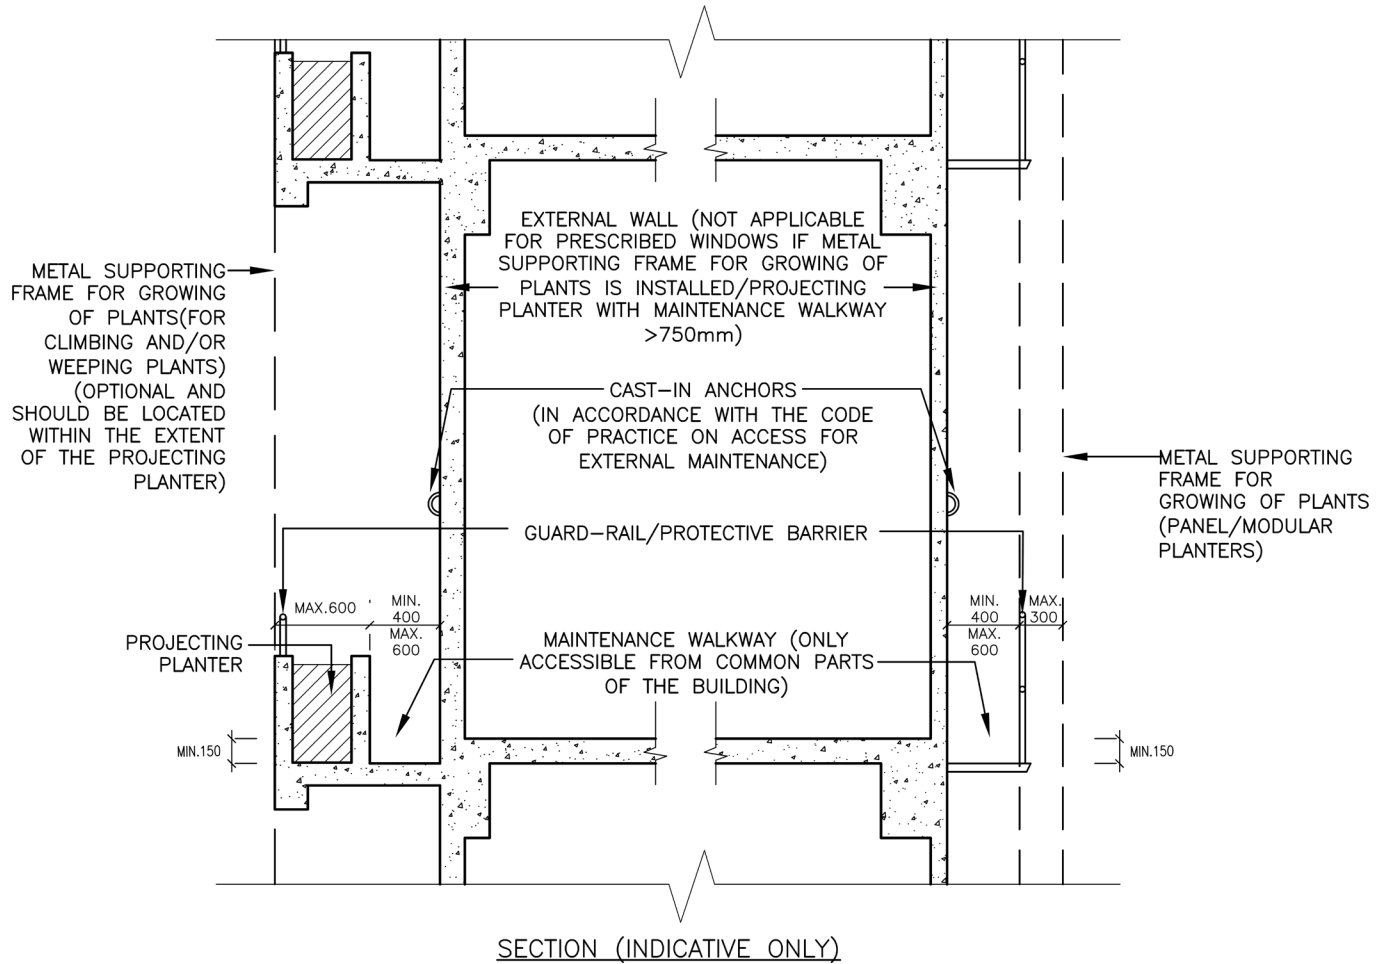 EXTERNAL WALL (NOT APPLICABLE
FOR PRESCRIBED WINDOWS IF METAL
SUPPORTING FRAME FOR GROWING OF
PLANTS IS INSTALLED/PROJECTING
PLANTER WITH MAINTENANCE WALKWAY
>750mm)
METAL SUPPORTING
FRAME FOR GROWING
OF PLANTS(FOR
CLIMBING AND/OR
WEEPING PLANTS)
(OPTIONAL AND
SHOULD BE LOCATED
WITHIN THE EXTENT
OF THE PROJECTING
PLANTER)
CAST-IN ANCHORS
(IN ACCORDANCE WITH THE CODE
OF PRACTICE ON ACCESS FOR
EXTERNAL MAINTENANCE)
METAL SUPPORTING
FRAME FOR
GROWING OF PLANTS
(PANEL/MODULAR
PLANTERS)
GUARD-RAIL/PROTECTIVE BARRIER
MAX.600
MIN.
400
MAX.
600
MIN.
400
MAX.
600
MAX.
300
PROJECTING
PLANTER
MAINTENANCE WALKWAY (ONLY
ACCESSIBLE FROM COMMON PARTS
OF THE BUILDING)
MIN.150
MIN.150
SECTION (INDICATIVE ONLY)